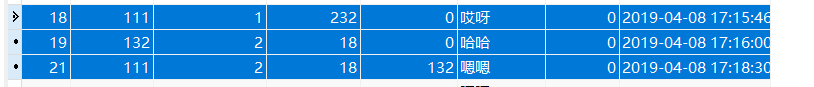 18 111 1 232 0 哎呀 0 2019-04-08 17:15:46
19 132 2 18 0 哈哈 0 2019-04-08 17:16:00
21 111 2 18 132 嗯嗯 0 2019-04-08 17:18:30